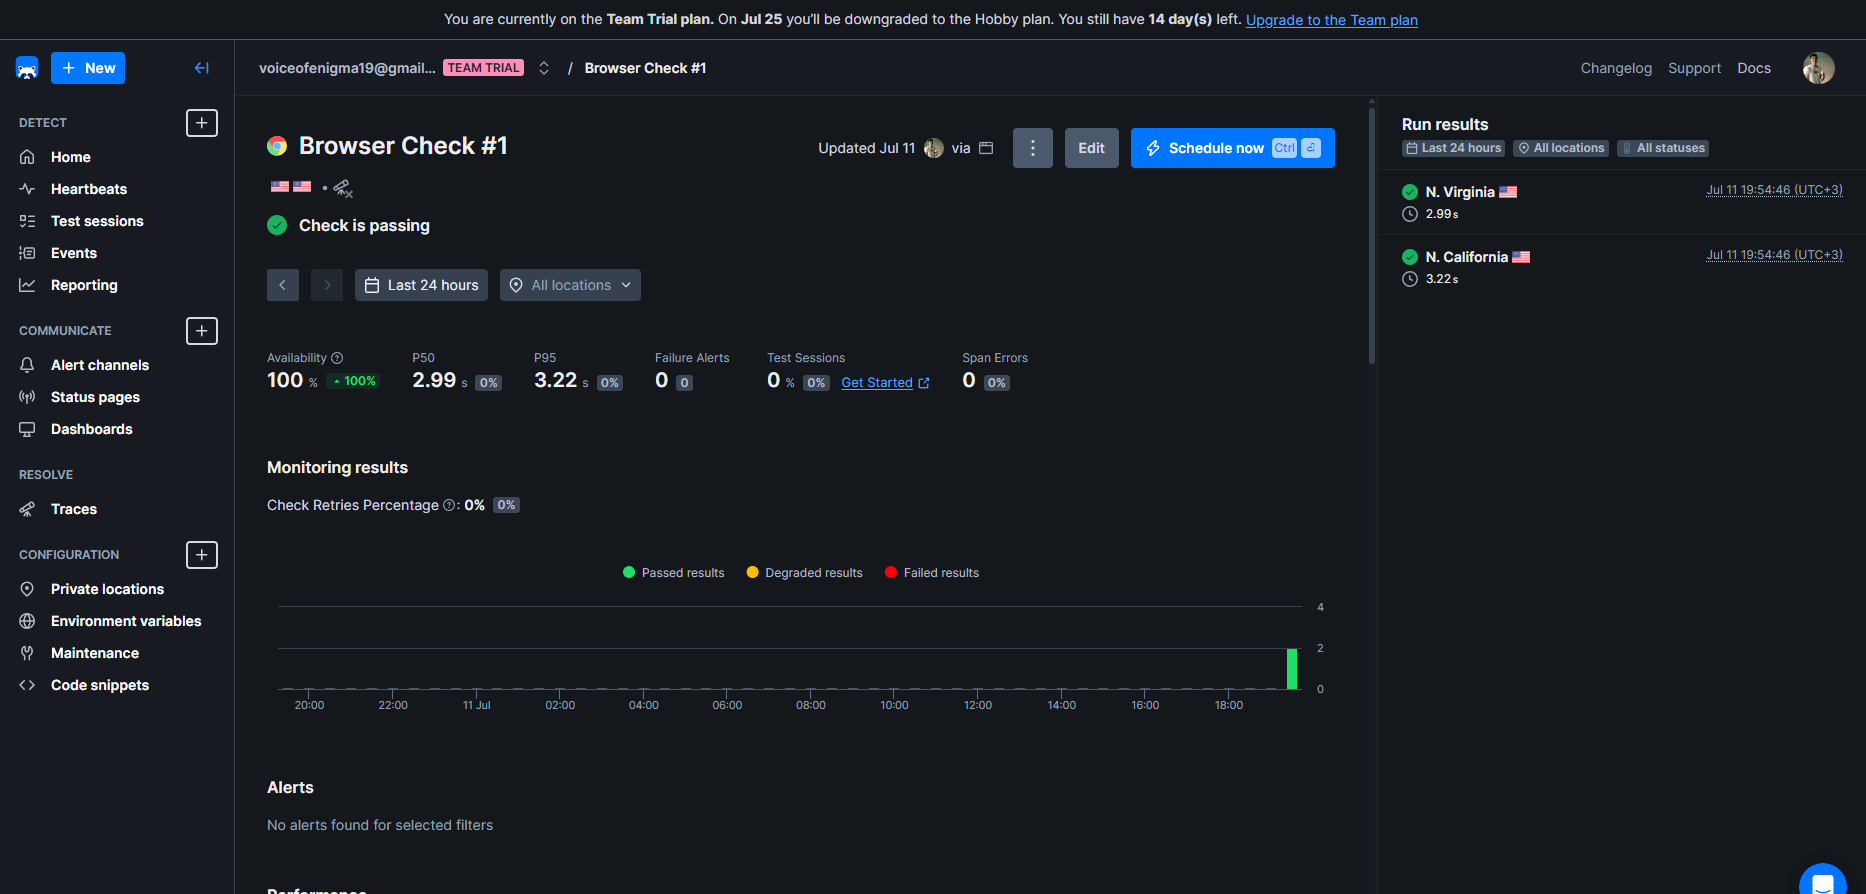 You are currently on the Team Trial plan. On Jul 25 you'll be downgraded to the Hobby plan. You still have 14 day(s) left. Upgrade to the Team plan
New
voiceofenigma19@gmail... TEAM TRIAL / Browser Check #1
Changelog Support Docs
DETECT
Home
Heartbeats
Test sessions
Events
Reporting
COMMUNICATE
Alert channels
Status pages
Dashboards
RESOLVE
Traces
CONFIGURATION
Private locations
Environment variables
Maintenance
Code snippets
Browser Check #1
Updated Jul 11 via
Edit
Schedule now Ctrl
Check is passing
Last 24 hours
All locations
Availability
100 % 100%
P50
2.99 s 0%
P95
3.22 s 0%
Failure Alerts
0 0
Test Sessions
0 % 0% Get Started
Span Errors
0 0%
Monitoring results
Check Retries Percentage : 0% 0%
Passed results Degraded results Failed results
4
2
0
20:00 22:00 11 Jul 02:00 04:00 06:00 08:00 10:00 12:00 14:00 16:00 18:00
Alerts
No alerts found for selected filters
Performance
Run results
Last 24 hours All locations All statuses
N. Virginia Jul 11 19:54:46 (UTC+3)
2.99 s
N. California Jul 11 19:54:46 (UTC+3)
3.22 s